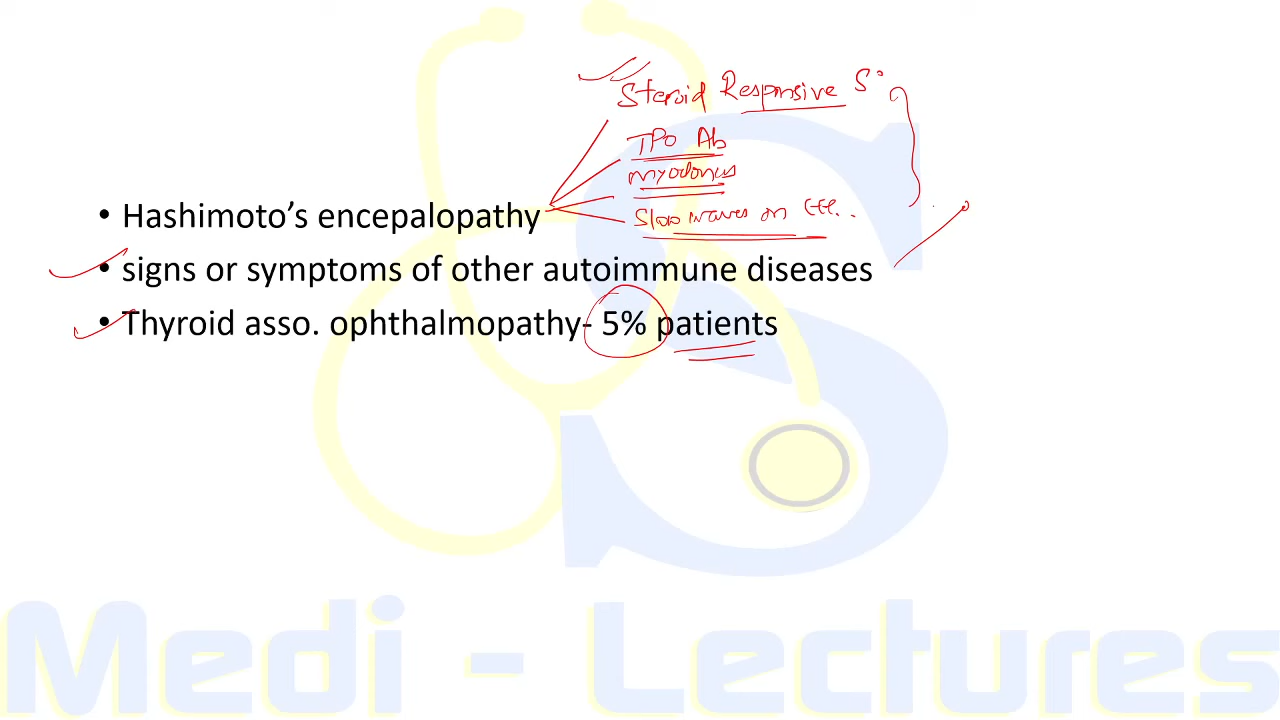 Steroid Responsive S°
TPO Ab
myoclonus
Slow waves on EEG..
• Hashimoto's encepalopathy
• signs or symptoms of other autoimmune diseases
• Thyroid asso. ophthalmopathy- 5% patients
Medi - Lectures